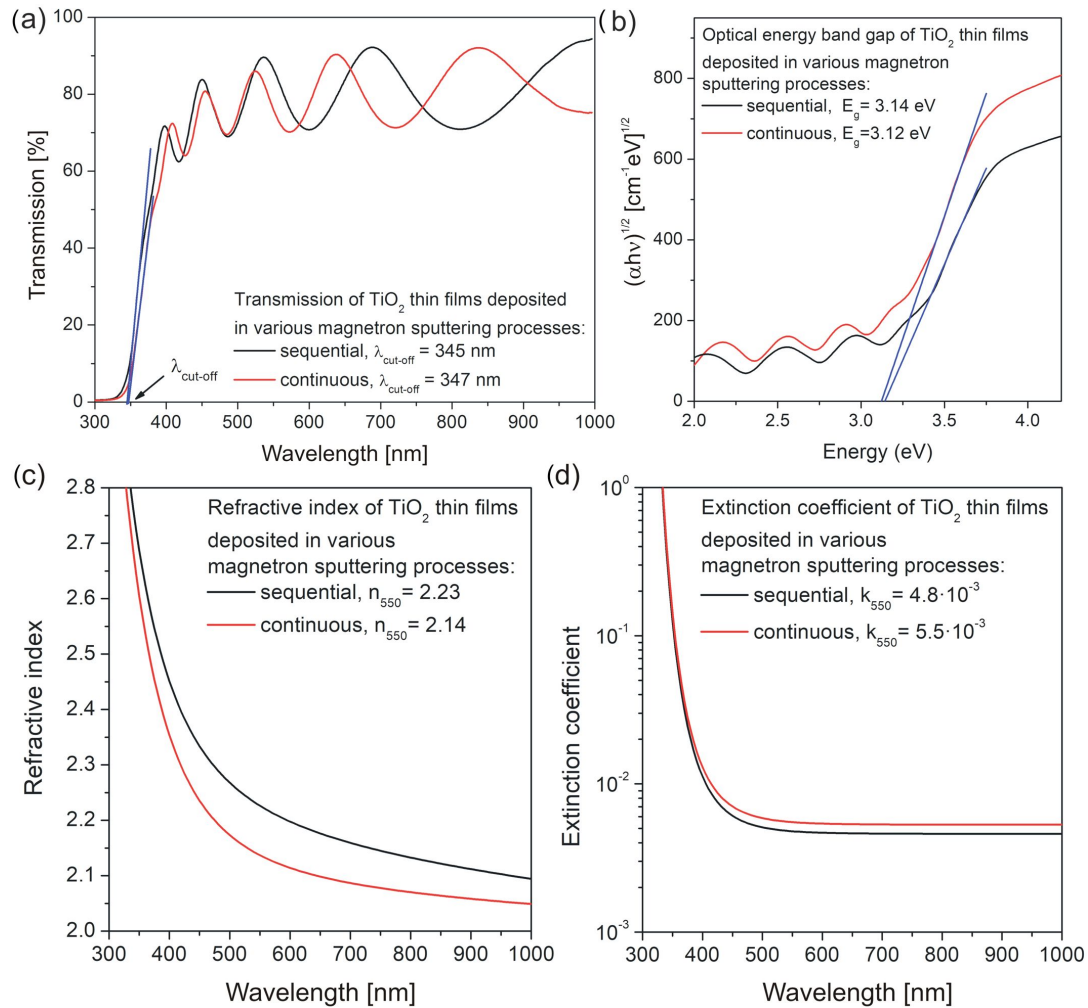 (a)
100
80
60
40
20
0
Transmission [%]
Transmission of TiO₂ thin films deposited
in various magnetron sputtering processes:
sequential, λcut-off = 345 nm
continuous, λcut-off = 347 nm
λcut-off
300 400 500 600 700 800 900 1000
Wavelength [nm]
(b)
Optical energy band gap of TiO₂ thin films
deposited in various magnetron
sputtering processes:
sequential, Eg= 3.14 eV
continuous, Eg=3.12 eV
800
600
400
200
0
(αhν)^1/2 [cm⁻¹eV]^1/2
2.0 2.5 3.0 3.5 4.0
Energy (eV)
(c)
2.8
2.7
2.6
2.5
2.4
2.3
2.2
2.1
2.0
Refractive index
Refractive index of TiO₂ thin films
deposited in various
magnetron sputtering processes:
sequential, n₅₅₀ = 2.23
continuous, n₅₅₀ = 2.14
300 400 500 600 700 800 900 1000
Wavelength [nm]
(d)
10⁰
10⁻¹
10⁻²
10⁻³
Extinction coefficient
Extinction coefficient of TiO₂ thin films
deposited in various
magnetron sputtering processes:
sequential, k₅₅₀= 4.8·10⁻³
continuous, k₅₅₀= 5.5·10⁻³
300 400 500 600 700 800 900 1000
Wavelength [nm]